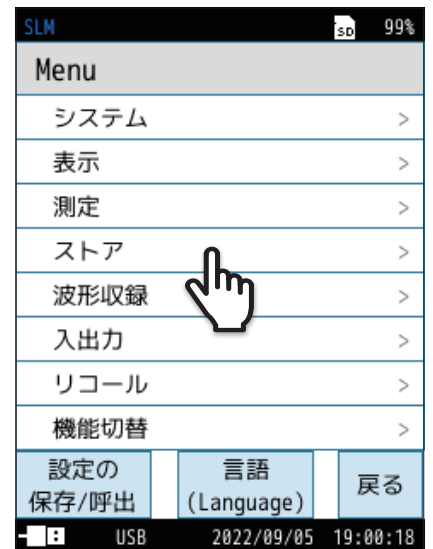 SLM SD 99%
Menu
システム >
表示 >
測定 >
ストア >
波形収録 >
入出力 >
リコール >
機能切替 >
設定の
保存/呼出
言語
(Language)
戻る
USB 2022/09/05 19:00:18